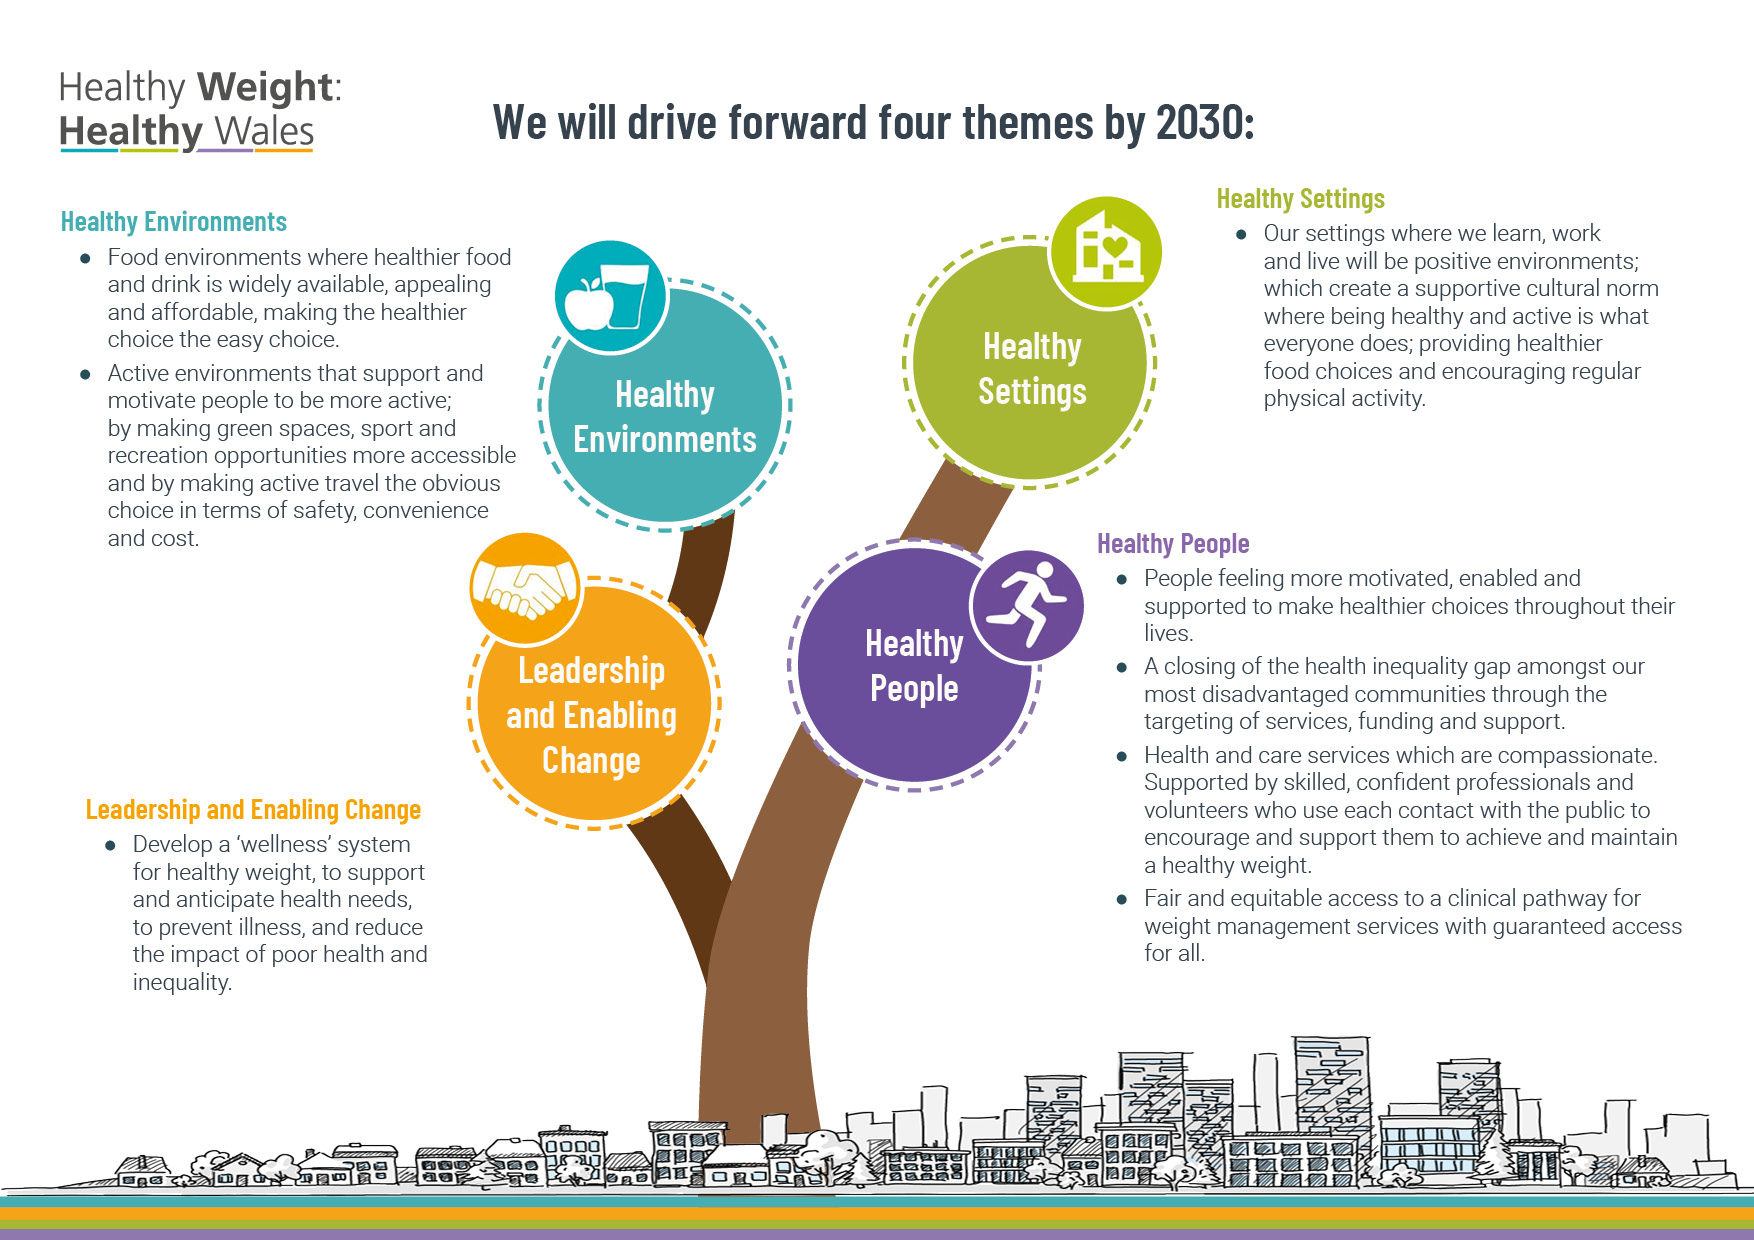 Healthy Weight:
Healthy Wales
We will drive forward four themes by 2030:
Healthy Environments
● Food environments where healthier food
and drink is widely available, appealing
and affordable, making the healthier
choice the easy choice.
● Active environments that support and
motivate people to be more active;
by making green spaces, sport and
recreation opportunities more accessible
and by making active travel the obvious
choice in terms of safety, convenience
and cost.
Healthy
Environments
Healthy
Settings
Healthy Settings
● Our settings where we learn, work
and live will be positive environments;
which create a supportive cultural norm
where being healthy and active is what
everyone does; providing healthier
food choices and encouraging regular
physical activity.
Leadership
and Enabling
Change
Healthy
People
Healthy People
● People feeling more motivated, enabled and
supported to make healthier choices throughout their
lives.
● A closing of the health inequality gap amongst our
most disadvantaged communities through the
targeting of services, funding and support.
● Health and care services which are compassionate.
Supported by skilled, confident professionals and
volunteers who use each contact with the public to
encourage and support them to achieve and maintain
a healthy weight.
● Fair and equitable access to a clinical pathway for
weight management services with guaranteed access
for all.
Leadership and Enabling Change
● Develop a ‘wellness’ system
for healthy weight, to support
and anticipate health needs,
to prevent illness, and reduce
the impact of poor health and
inequality.